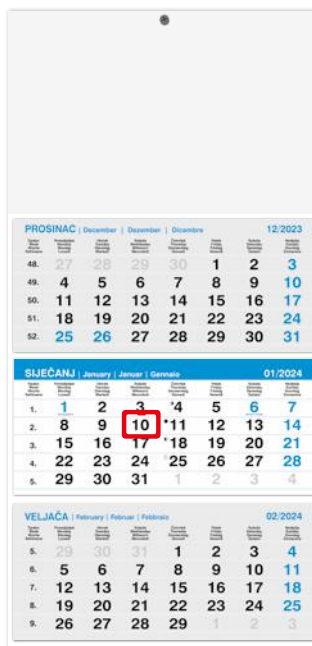 PROSINAC | December | Dezember | Dicembre 12/2023
48. 27 28 29 30 1 2 3
49. 4 5 6 7 8 9 10
50. 11 12 13 14 15 16 17
51. 18 19 20 21 22 23 24
52. 25 26 27 28 29 30 31
SIJEČANJ | January | Januar | Gennaio 01/2024
1. 1 2 3 4 5 6 7
2. 8 9 10 11 12 13 14
3. 15 16 17 18 19 20 21
4. 22 23 24 25 26 27 28
5. 29 30 31 1 2 3 4
VELJAČA | February | Februar | Febbraio 02/2024
5. 29 30 31 1 2 3 4
6. 5 6 7 8 9 10 11
7. 12 13 14 15 16 17 18
8. 19 20 21 22 23 24 25
9. 26 27 28 29 1 2 3